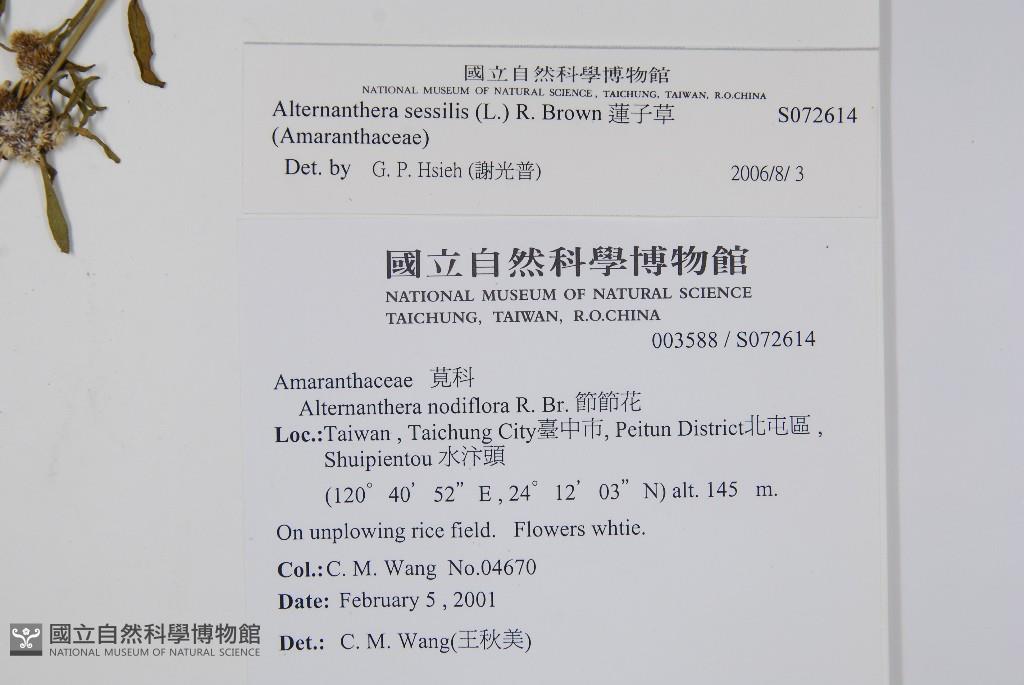 國立自然科學博物館
NATIONAL MUSEUM OF NATURAL SCIENCE, TAICHUNG, TAIWAN, R.O.CHINA
Alternanthera sessilis (L.) R. Brown 蓮子草 S072614
(Amaranthaceae)
Det. by G. P. Hsieh (謝光普) 2006/8/ 3
國立自然科學博物館
NATIONAL MUSEUM OF NATURAL SCIENCE
TAICHUNG, TAIWAN, R.O.CHINA
003588 / S072614
Amaranthaceae 莧科
Alternanthera nodiflora R. Br. 節節花
Loc.:Taiwan , Taichung City臺中市, Peitun District北屯區 ,
Shuipientou 水汴頭
(120° 40’ 52” E , 24° 12’ 03” N) alt. 145 m.
On unplowing rice field. Flowers whtie.
Col.: C. M. Wang No.04670
Date: February 5 , 2001
Det.: C. M. Wang(王秋美)
國立自然科學博物館
NATIONAL MUSEUM OF NATURAL SCIENCE